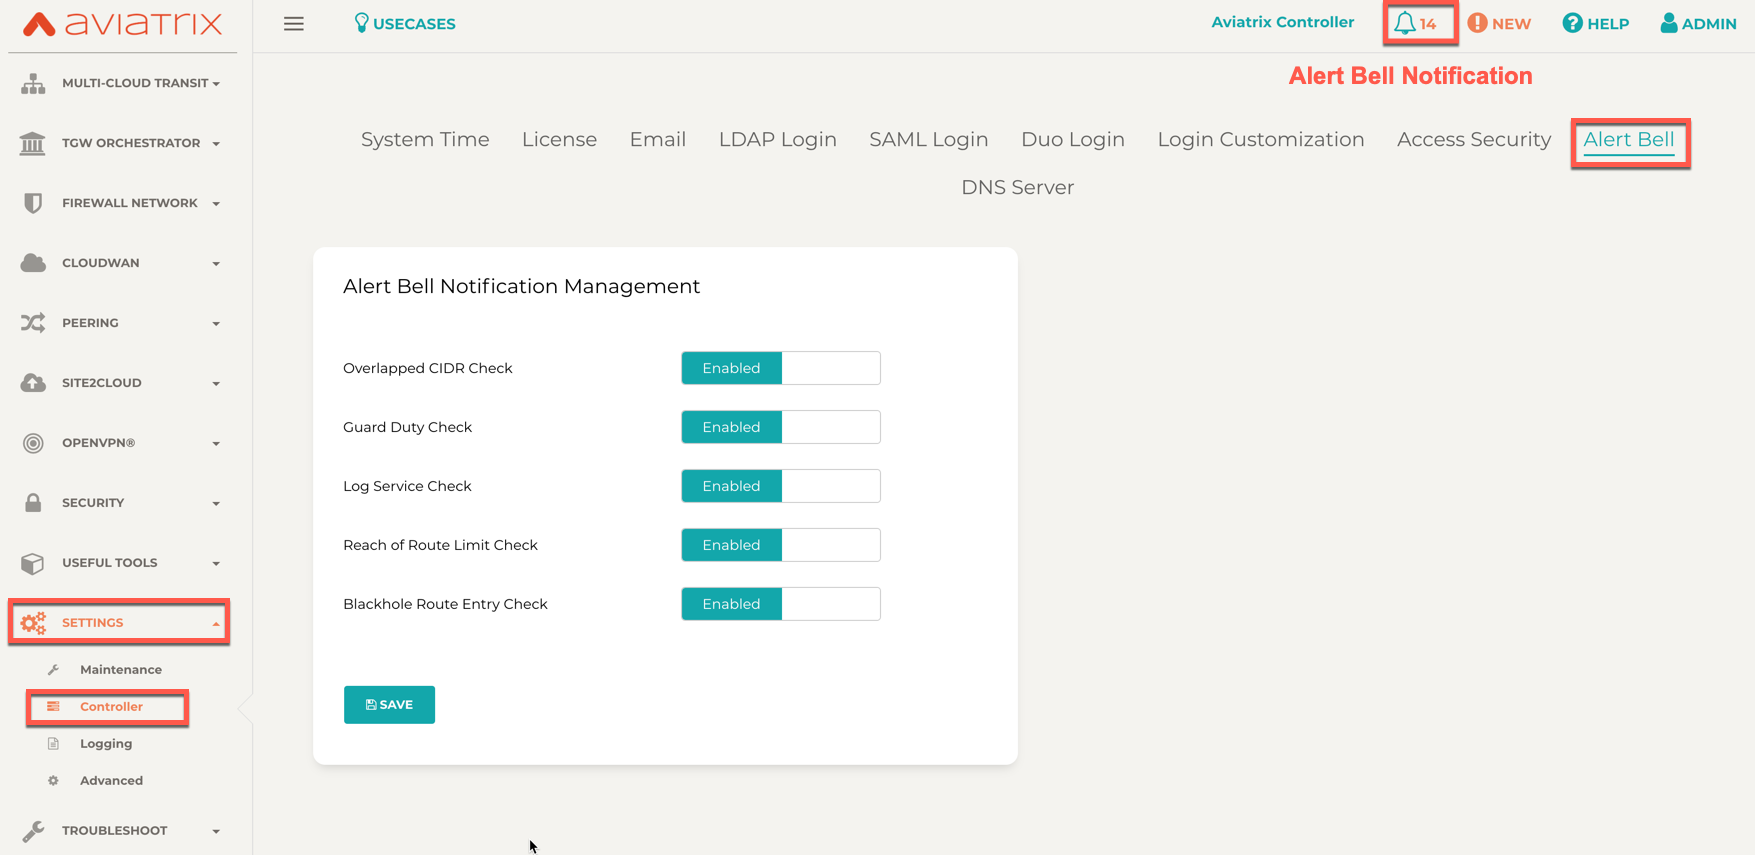 aviatrix
USECASES
Aviatrix Controller
14
NEW
HELP
ADMIN
Alert Bell Notification
MULTI-CLOUD TRANSIT
TGW ORCHESTRATOR
FIREWALL NETWORK
CLOUDWAN
PEERING
SITE2CLOUD
OPENVPN®
SECURITY
USEFUL TOOLS
SETTINGS
Maintenance
Controller
Logging
Advanced
TROUBLESHOOT
System Time
License
Email
LDAP Login
SAML Login
Duo Login
Login Customization
Access Security
Alert Bell
DNS Server
Alert Bell Notification Management
Overlapped CIDR Check Enabled
Guard Duty Check Enabled
Log Service Check Enabled
Reach of Route Limit Check Enabled
Blackhole Route Entry Check Enabled
SAVE